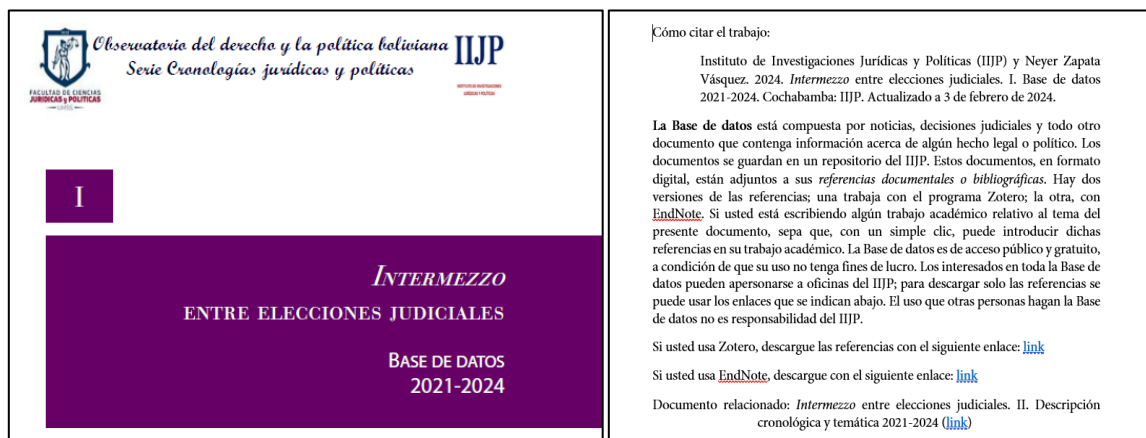 Observatorio del derecho y la política boliviana
Serie Cronologías jurídicas y políticas
IIJP
INSTITUTO DE INVESTIGACIONES
JURÍDICAS Y POLÍTICAS
FACULTAD DE CIENCIAS
JURIDICAS y POLITICAS
I
INTERMEZZO
ENTRE ELECCIONES JUDICIALES
BASE DE DATOS
2021-2024
Cómo citar el trabajo:
Instituto de Investigaciones Jurídicas y Políticas (IIJP) y Neyer Zapata
Vásquez. 2024. Intermezzo entre elecciones judiciales. I. Base de datos
2021-2024. Cochabamba: IIJP. Actualizado a 3 de febrero de 2024.
La Base de datos está compuesta por noticias, decisiones judiciales y todo otro
documento que contenga información acerca de algún hecho legal o político. Los
documentos se guardan en un repositorio del IIJP. Estos documentos, en formato
digital, están adjuntos a sus referencias documentales o bibliográficas. Hay dos
versiones de las referencias; una trabaja con el programa Zotero; la otra, con
EndNote. Si usted está escribiendo algún trabajo académico relativo al tema del
presente documento, sepa que, con un simple clic, puede introducir dichas
referencias en su trabajo académico. La Base de datos es de acceso público y gratuito,
a condición de que su uso no tenga fines de lucro. Los interesados en toda la Base de
datos pueden apersonarse a oficinas del IIJP; para descargar solo las referencias se
puede usar los enlaces que se indican abajo. El uso que otras personas hagan la Base
de datos no es responsabilidad del IIJP.
Si usted usa Zotero, descargue las referencias con el siguiente enlace: link
Si usted usa EndNote, descargue con el siguiente enlace: link
Documento relacionado: Intermezzo entre elecciones judiciales. II. Descripción
cronológica y temática 2021-2024 (link)